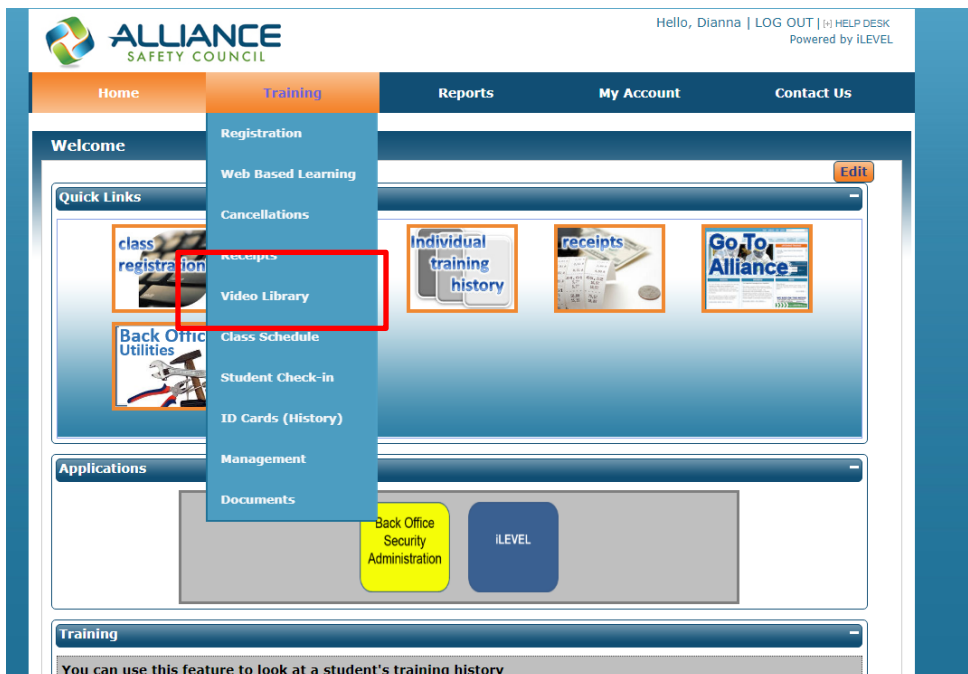 ALLIANCE
SAFETY COUNCIL
Hello, Dianna | LOG OUT | [+] HELP DESK
Powered by iLEVEL
Home Training Reports My Account Contact Us
Registration
Web Based Learning
Cancellations
Receipts
Video Library
Class Schedule
Student Check-in
ID Cards (History)
Management
Documents
Welcome
Edit
Quick Links
class
registration
Individual
training
history
receipts
Go To
Alliance
Back Offic
Utilities
Applications
Back Office
Security
Administration
iLEVEL
Training
You can use this feature to look at a student's training history